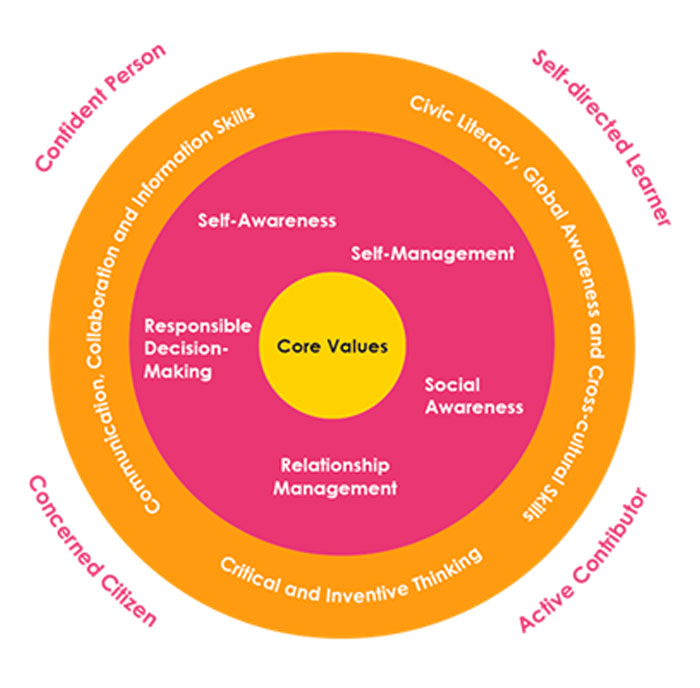 Confident Person
Self-directed Learner
Communication, Collaboration and Information Skills
Civic Literacy, Global Awareness and Cross-cultural Skills
Self-Awareness
Self-Management
Responsible
Decision-
Making
Core Values
Social
Awareness
Relationship
Management
Critical and Inventive Thinking
Concerned Citizen
Active Contributor